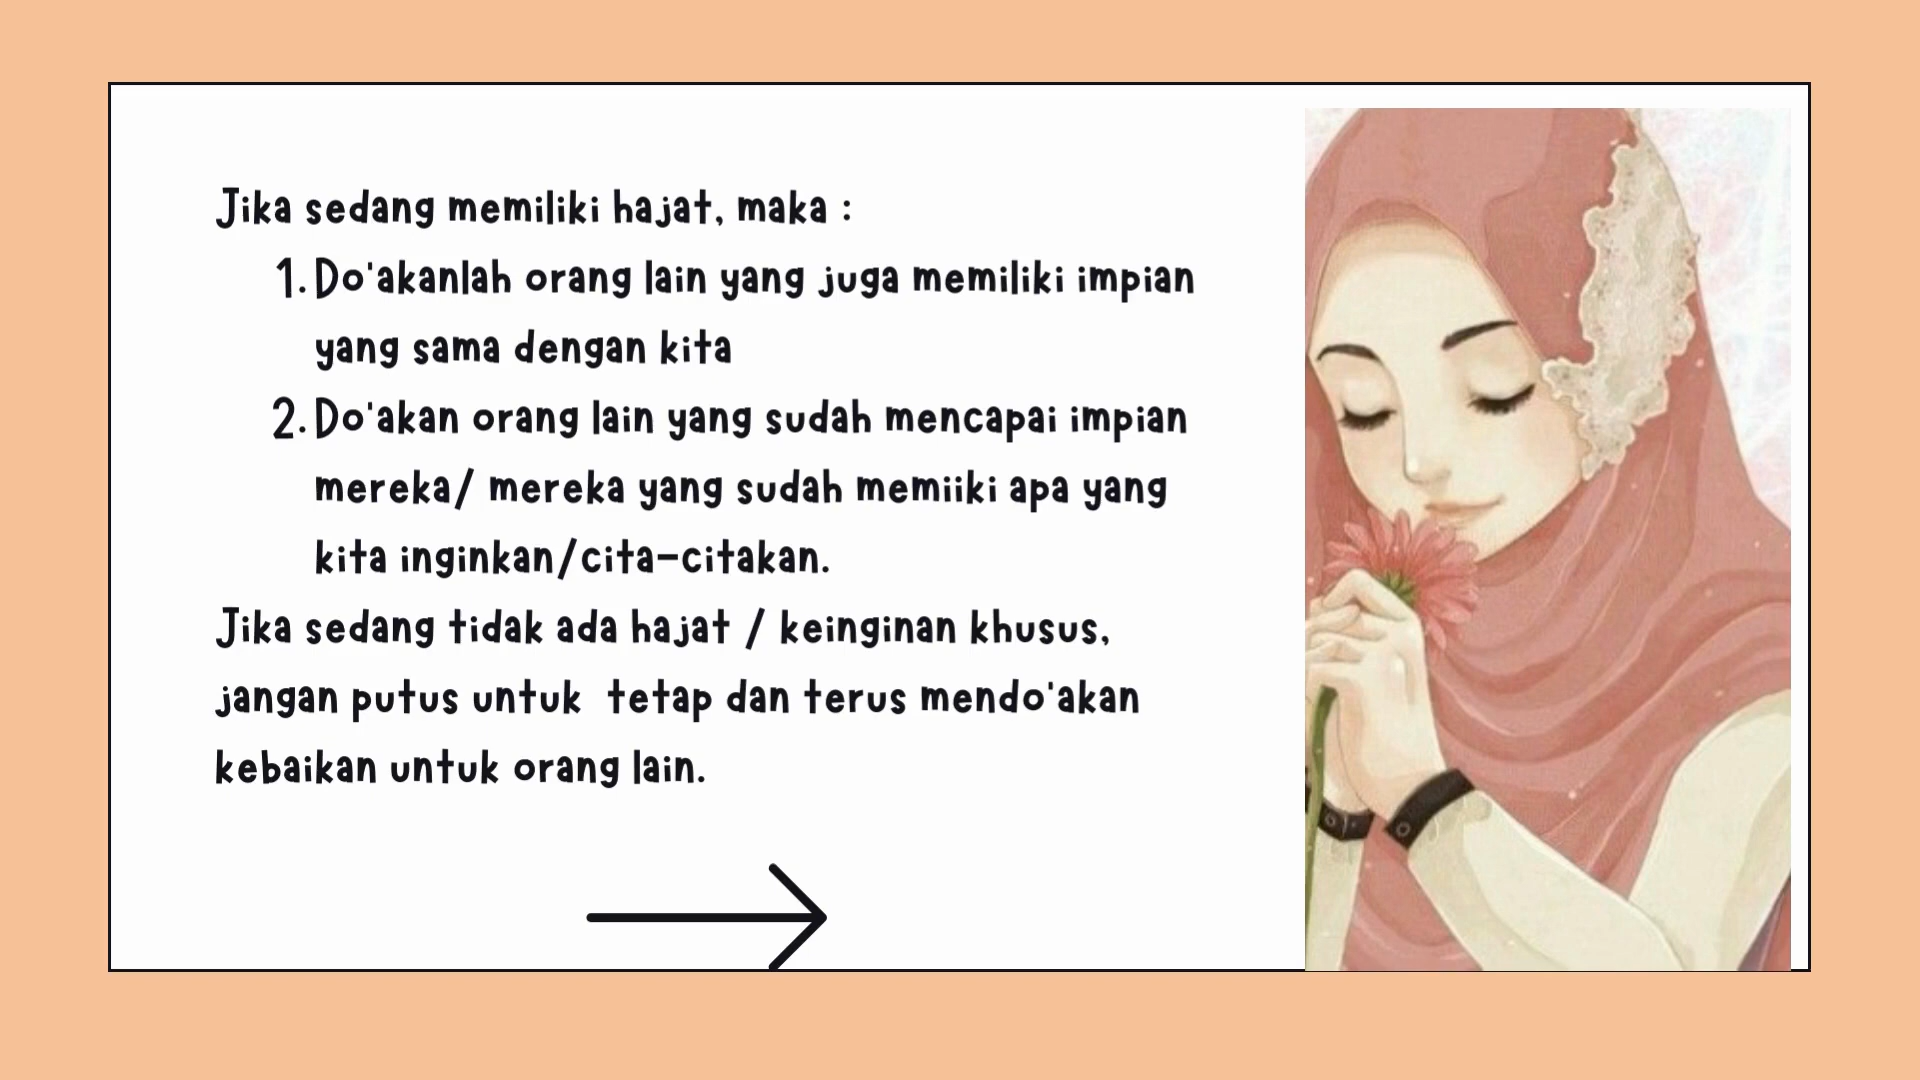 Jika sedang memiliki hajat, maka :
1. Do'akanlah orang lain yang juga memiliki impian
yang sama dengan kita
2. Do'akan orang lain yang sudah mencapai impian
mereka/ mereka yang sudah memiiki apa yang
kita inginkan/cita-citakan.
Jika sedang tidak ada hajat / keinginan khusus,
jangan putus untuk  tetap dan terus mendo'akan
kebaikan untuk orang lain.